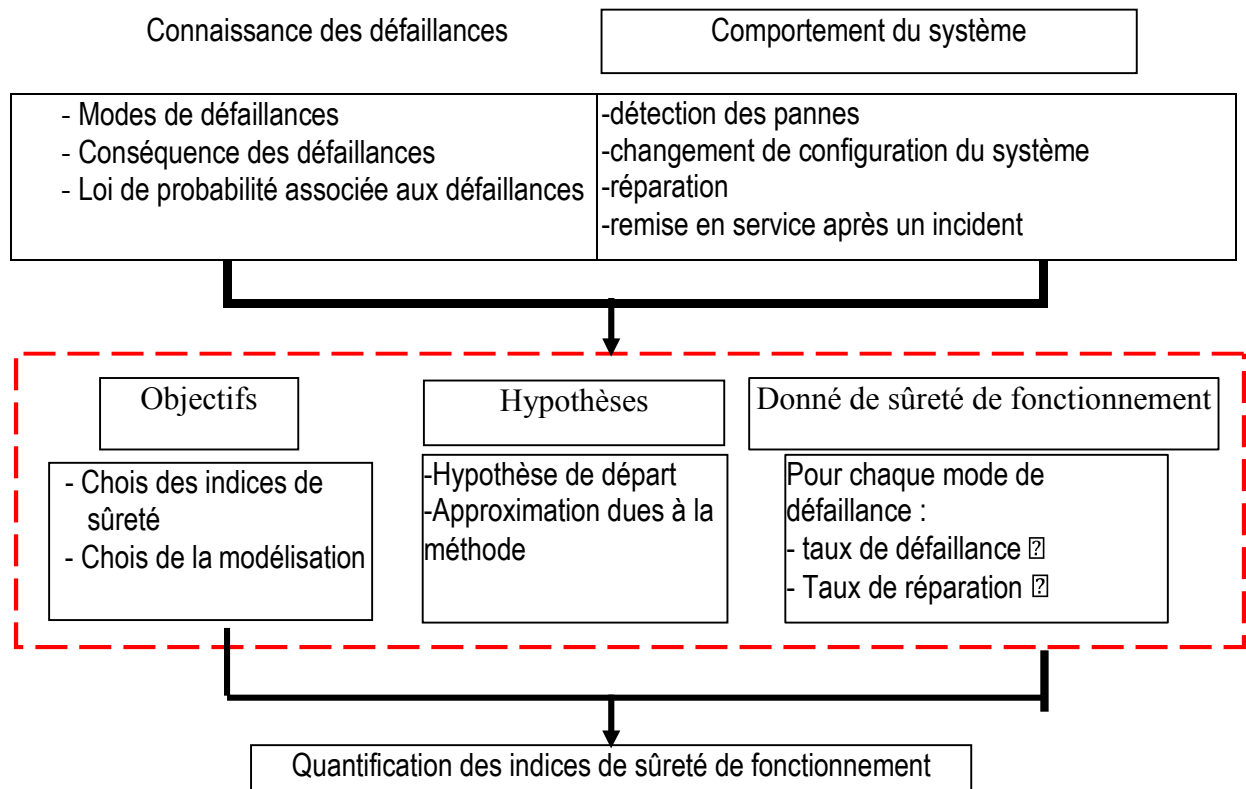 Connaissance des défaillances
Comportement du système
- Modes de défaillances
- Conséquence des défaillances
- Loi de probabilité associée aux défaillances
-détection des pannes
-changement de configuration du système
-réparation
-remise en service après un incident
Objectifs
- Chois des indices de
sûreté
- Chois de la modélisation
Hypothèses
-Hypothèse de départ
-Approximation dues à la
méthode
Donné de sûreté de fonctionnement
Pour chaque mode de
défaillance :
- taux de défaillance ⍰
- Taux de réparation ⍰
Quantification des indices de sûreté de fonctionnement